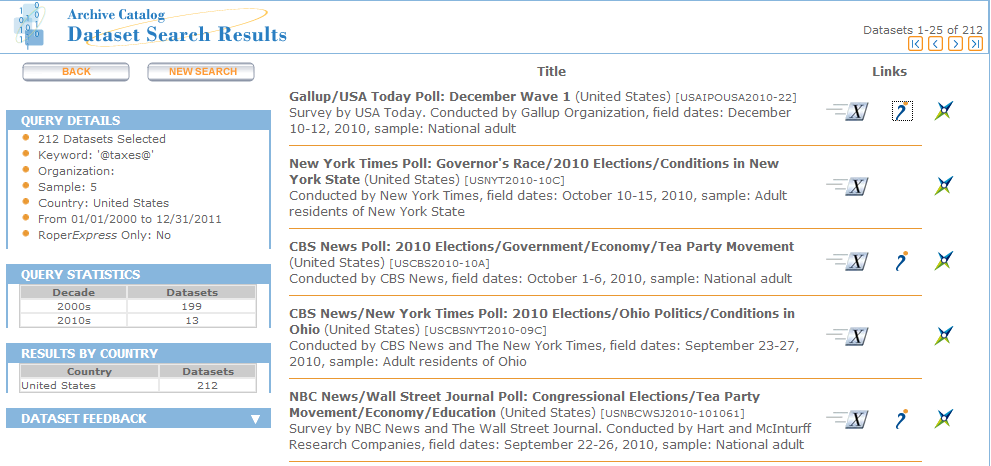 Archive Catalog
Dataset Search Results
Datasets 1-25 of 212
BACK
NEW SEARCH
QUERY DETAILS
212 Datasets Selected
Keyword: '@taxes@'
Organization:
Sample: 5
Country: United States
From 01/01/2000 to 12/31/2011
RoperExpress Only: No
QUERY STATISTICS
Decade Datasets
2000s 199
2010s 13
RESULTS BY COUNTRY
Country Datasets
United States 212
DATASET FEEDBACK
Title Links
Gallup/USA Today Poll: December Wave 1 (United States) [USAIPOUSA2010-22]
Survey by USA Today. Conducted by Gallup Organization, field dates: December
10-12, 2010, sample: National adult
New York Times Poll: Governor's Race/2010 Elections/Conditions in New
York State (United States) [USNYT2010-10C]
Conducted by New York Times, field dates: October 10-15, 2010, sample: Adult
residents of New York State
CBS News Poll: 2010 Elections/Government/Economy/Tea Party Movement
(United States) [USCBS2010-10A]
Conducted by CBS News, field dates: October 1-6, 2010, sample: National adult
CBS News/New York Times Poll: 2010 Elections/Ohio Politics/Conditions in
Ohio (United States) [USCBSNYT2010-09C]
Conducted by CBS News and The New York Times, field dates: September 23-27,
2010, sample: Adult residents of Ohio
NBC News/Wall Street Journal Poll: Congressional Elections/Tea Party
Movement/Economy/Education (United States) [USNBCWSJ2010-101061]
Survey by NBC News and The Wall Street Journal. Conducted by Hart and McInturff
Research Companies, field dates: September 22-26, 2010, sample: National adult